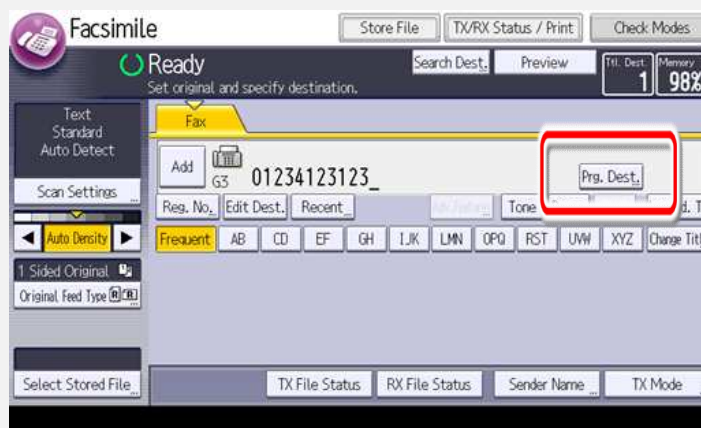 Facsimile
Store File
TX/RX Status / Print
Check Modes
Ready
Search Dest.
Preview
Ttl. Dest.
Memory
1
98%
Set original and specify destination.
Text
Standard
Auto Detect
Fax
Add
G3
01234123123_
Prg. Dest.
Scan Settings
Reg. No.
Edit Dest.
Recent
Tone
Auto Density
Frequent
AB
CD
EF
GH
IJK
LMN
OPQ
RST
UVW
XYZ
Change Titl
1 Sided Original
Original Feed Type
Select Stored File
TX File Status
RX File Status
Sender Name
TX Mode